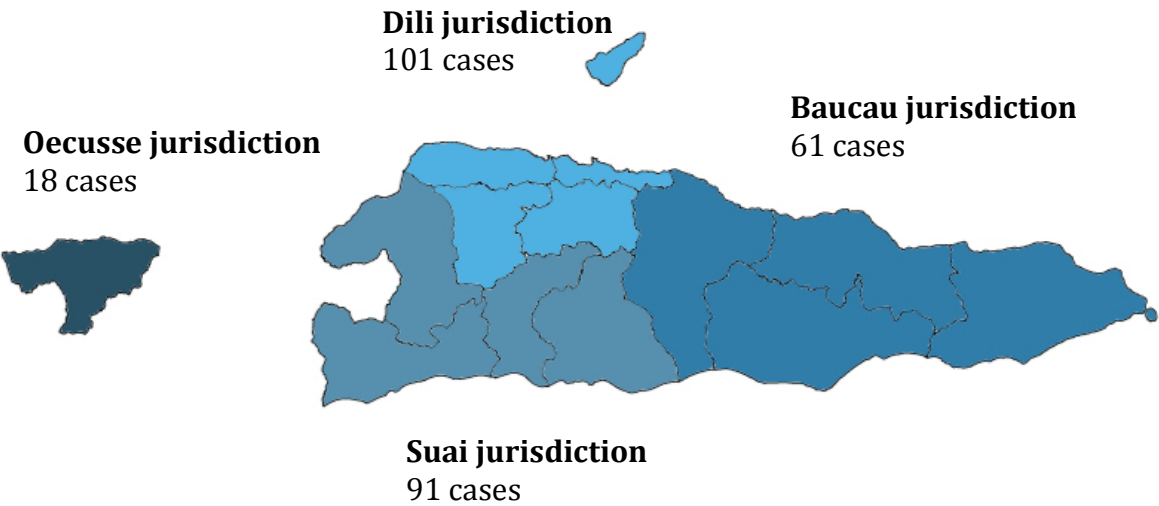 Dili jurisdiction
101 cases
Baucau jurisdiction
61 cases
Oecusse jurisdiction
18 cases
Suai jurisdiction
91 cases